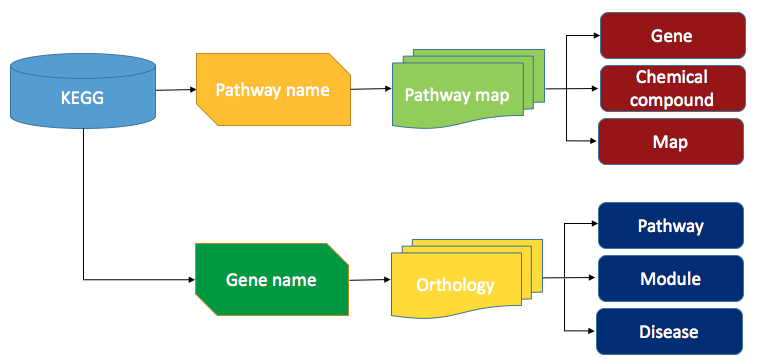 KEGG
Pathway name
Pathway map
Gene
Chemical
compound
Map
Gene name
Orthology
Pathway
Module
Disease